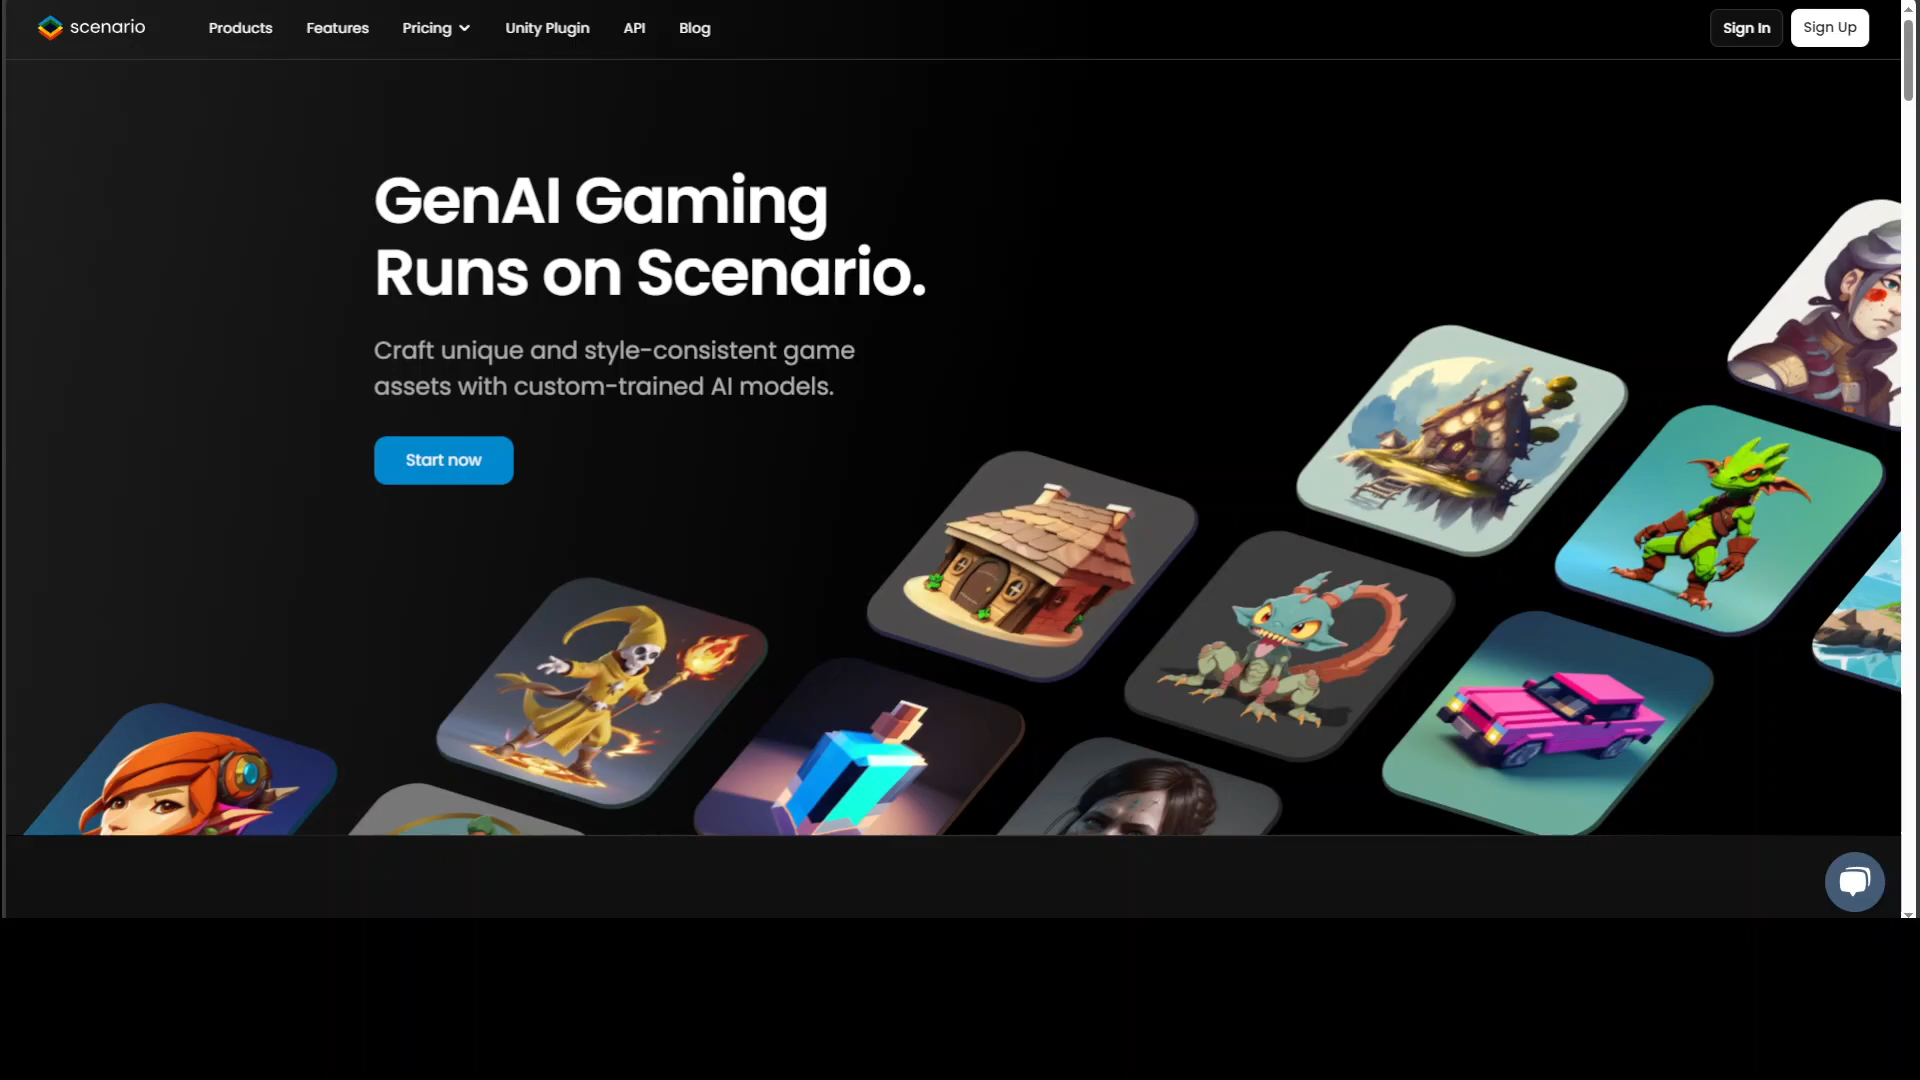 scenario
Products
Features
Pricing
Unity Plugin
API
Blog
Sign In
Sign Up
GenAI Gaming
Runs on Scenario.
Craft unique and style-consistent game
assets with custom-trained AI models.
Start now